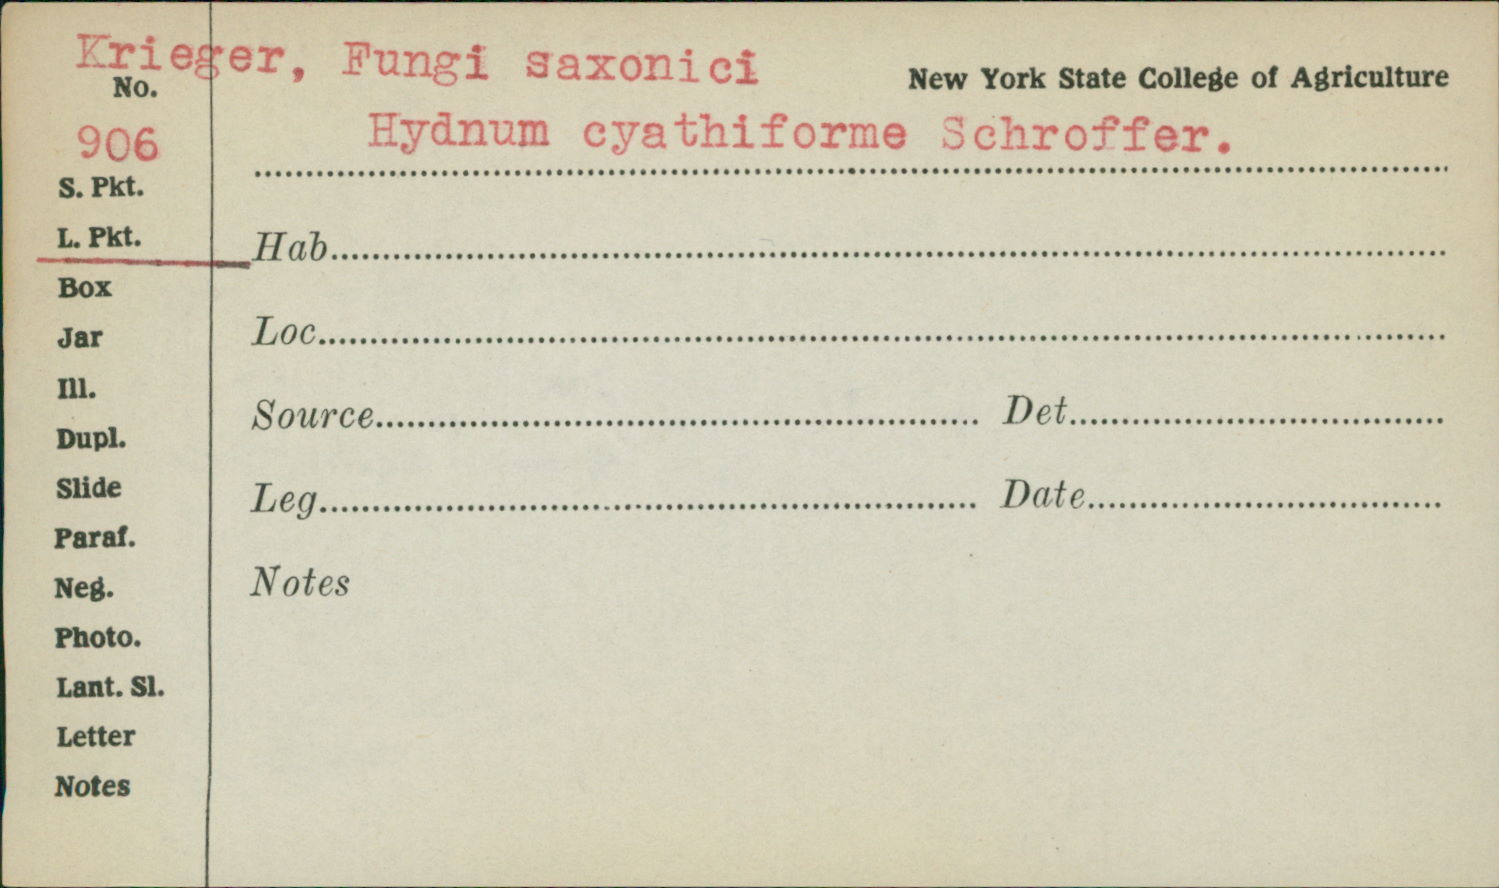 Krieger, Fungi saxonici
New York State College of Agriculture
No.
906
Hydnum cyathiforme Schroffer.
S. Pkt.
L. Pkt.
Hab
Box
Loc
Jar
Ill.
Source Det
Dupl.
Slide
Leg Date
Paraf.
Notes
Neg.
Photo.
Lant. Sl.
Letter
Notes